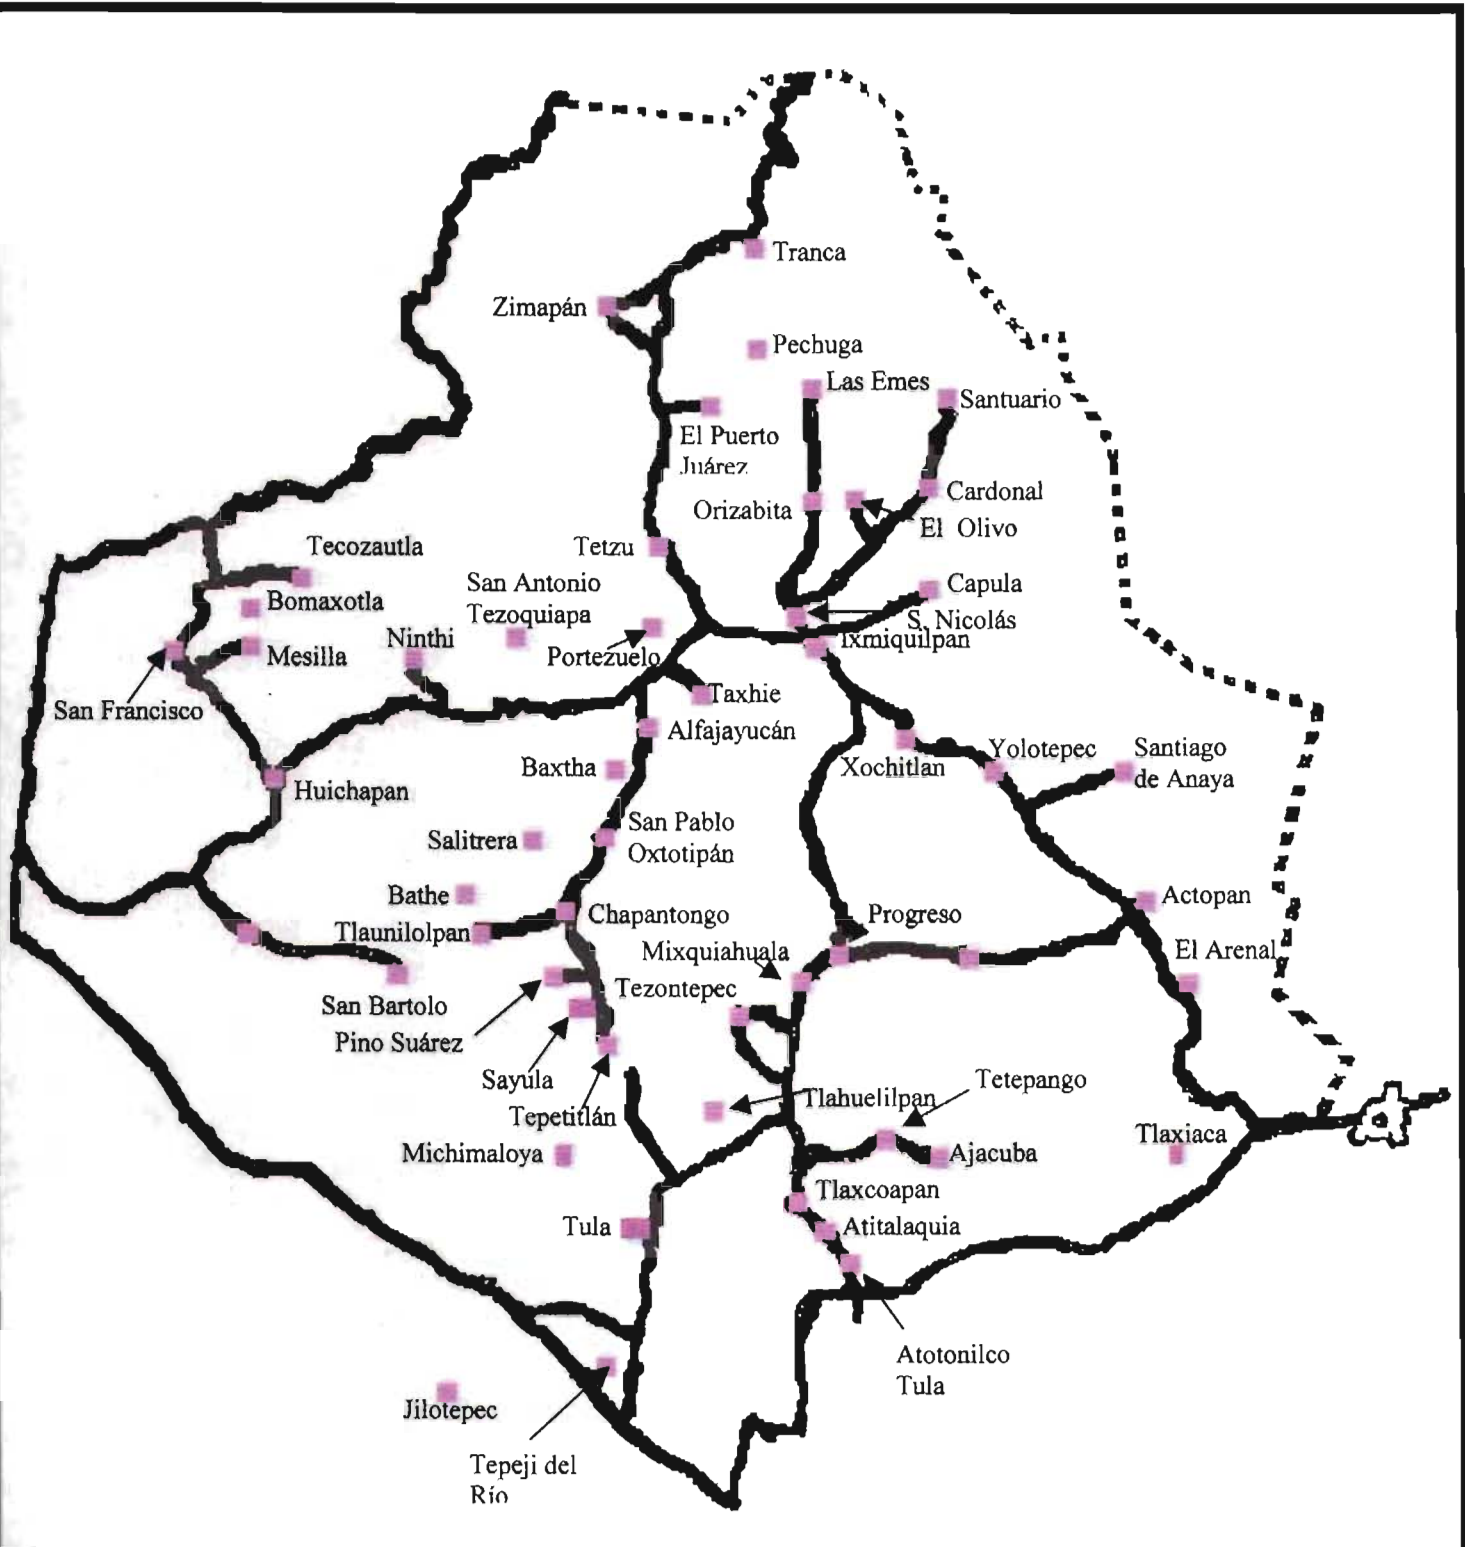 Tranca
Zimapán
Pechuga
Las Emes
Santuario
El Puerto
Juárez
Cardonal
Orizabita
El Olivo
Tecozautla
Tetzu
San Antonio
Tezoquiapa
Capula
Bomaxotla
S. Nicolás
Ninthi
Ixmiquilpan
Mesilla
Portezuelo
Taxhie
San Francisco
Alfajayucán
Baxtha
Xochitlan
Yolotepec
Santiago
de Anaya
Huichapan
San Pablo
Oxtotipán
Salitrera
Bathe
Actopan
Chapantongo
Progreso
Tlaunilolpan
Mixquiahuala
El Arenal
Tezontepec
San Bartolo
Pino Suárez
Sayula
Tetepango
Tlahuelilpan
Tepetitlán
Tlaxiaca
Michimaloya
Ajacuba
Tlaxcoapan
Tula
Atitalaquia
Atotonilco
Tula
Jilotepec
Tepeji del
Río